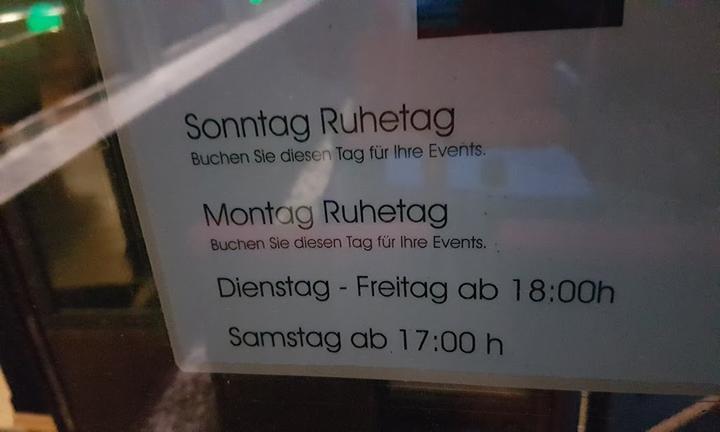 Sonntag Ruhetag
Buchen Sie diesen Tag für Ihre Events.
Montag Ruhetag
Buchen Sie diesen Tag für Ihre Events.
Dienstag - Freitag ab 18:00h
Samstag ab 17:00 h